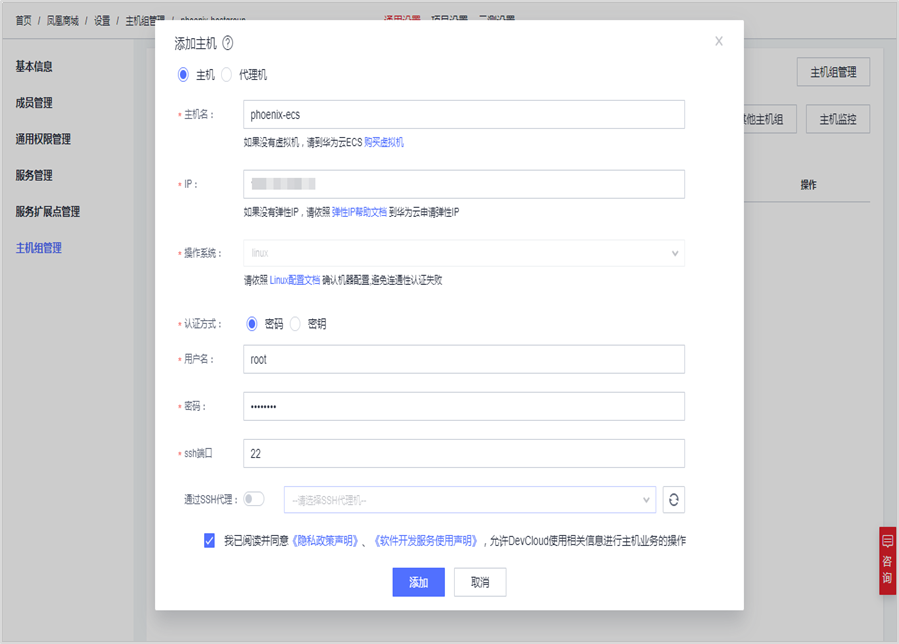 首页 / 凤凰商城 / 设置 / 主机组管理 / phoenix-hostgroup
通用设置 项目设置 云测设置
基本信息
成员管理
通用权限管理
服务管理
服务扩展点管理
主机组管理
主机组管理
他主机组
主机监控
操作
添加主机 ?
主机 代理机
* 主机名：
phoenix-ecs
如果没有虚拟机，请到华为云ECS 购买虚拟机
* IP：
如果没有弹性IP，请依照 弹性IP帮助文档 到华为云申请弹性IP
* 操作系统：
linux
请依照 Linux配置文档 确认机器配置,避免连通性认证失败
* 认证方式：
密码 密钥
* 用户名：
root
* 密码：
••••••••
* ssh端口
22
通过SSH代理：
--请选择SSH代理机--
我已阅读并同意《隐私政策声明》、《软件开发服务使用声明》，允许DevCloud使用相关信息进行主机业务的操作
添加
取消
咨询